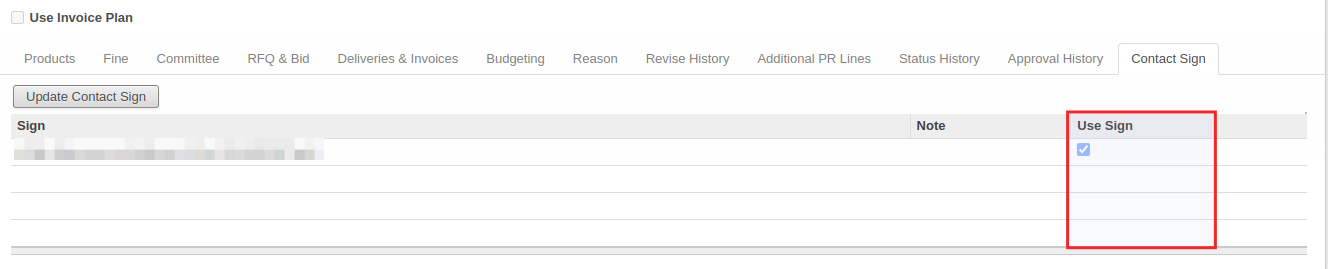 Use Invoice Plan
Products Fine Committee RFQ & Bid Deliveries & Invoices Budgeting Reason Revise History Additional PR Lines Status History Approval History Contact Sign
Update Contact Sign
Sign Note Use Sign